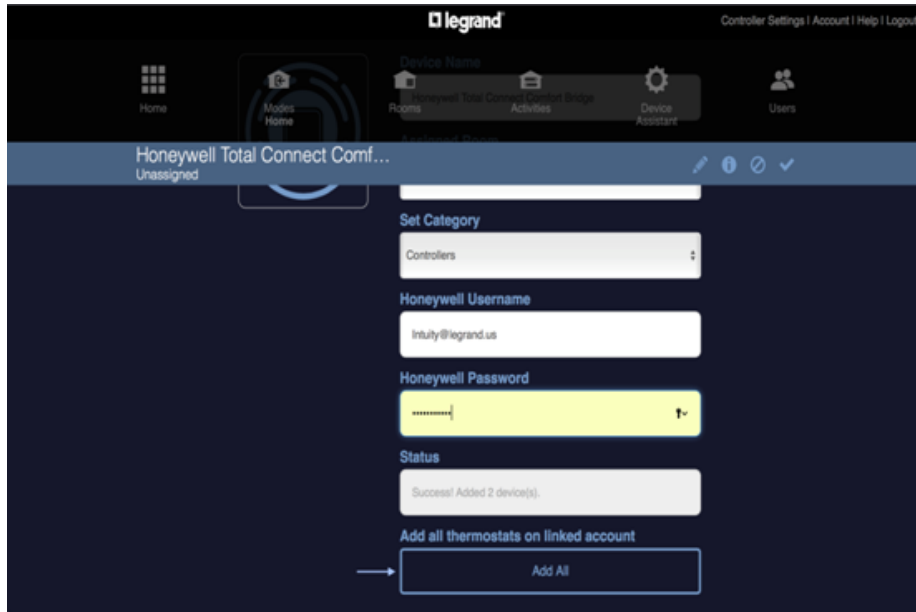 legrand
Controller Settings | Account | Help | Logout
Device Name
Honeywell Total Connect Comfort Bridge
Home
Modes
Home
Rooms
Activities
Device
Assistant
Users
Assigned Room
Honeywell Total Connect Comf...
Unassigned
Set Category
Controllers
Honeywell Username
Intuity@legrand.us
Honeywell Password
Status
Success! Added 2 device(s).
Add all thermostats on linked account
Add All